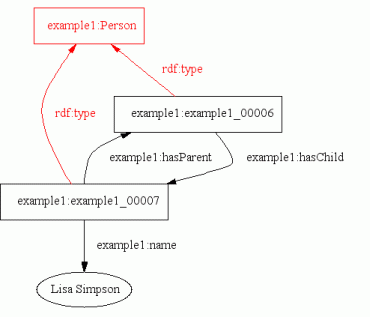 example1:Person
rdf:type
rdf:type
example1:example1_00006
example1:hasParent
example1:hasChild
example1:example1_00007
example1:name
Lisa Simpson